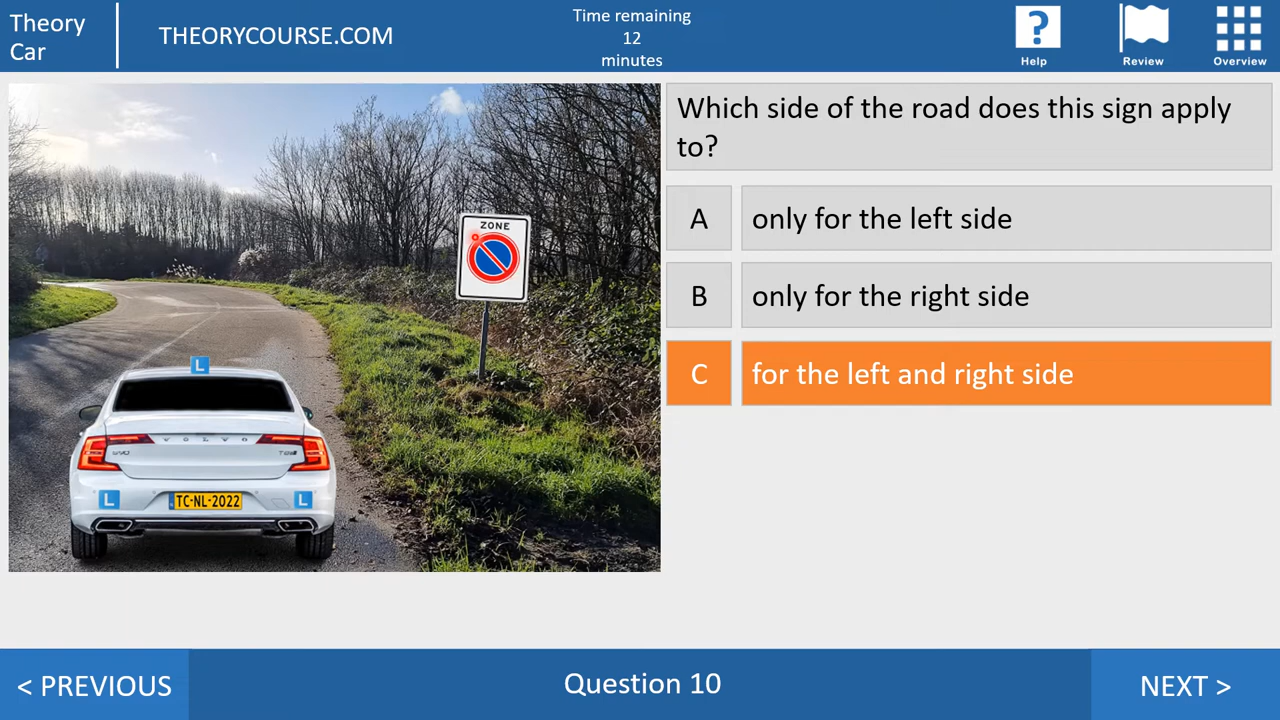 Theory
Car
THEORYCOURSE.COM
Time remaining
12
minutes
?
Help
Review
Overview
ZONE
L
VOLVO
L
L
TC-NL-2022
Which side of the road does this sign apply
to?
A
only for the left side
B
only for the right side
C
for the left and right side
< PREVIOUS
Question 10
NEXT >